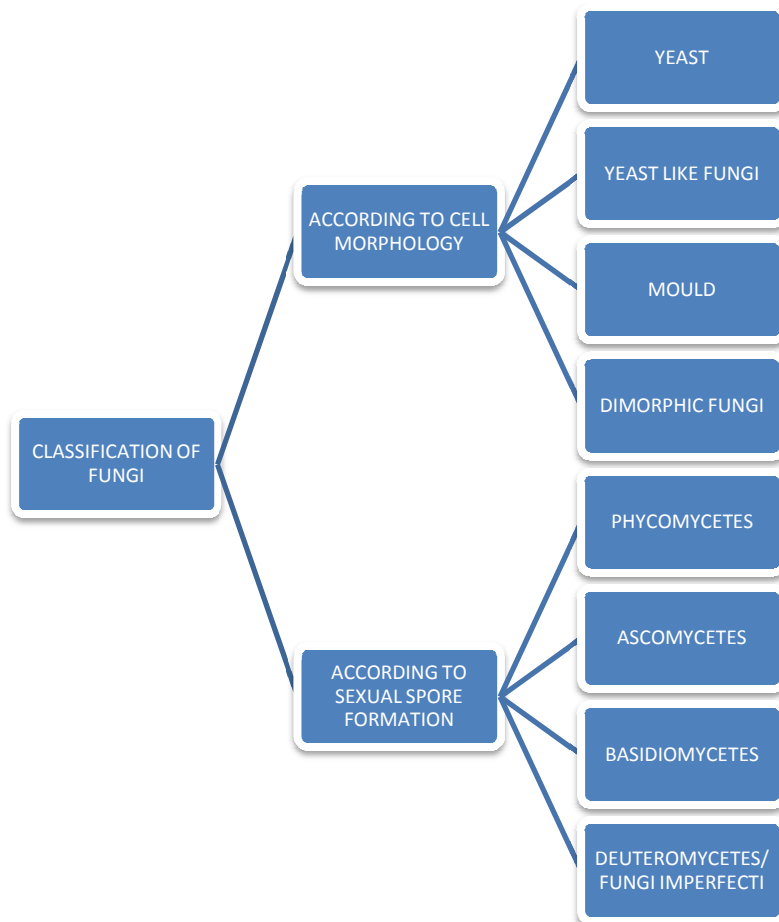 CLASSIFICATION OF
FUNGI
ACCORDING TO CELL
MORPHOLOGY
YEAST
YEAST LIKE FUNGI
MOULD
DIMORPHIC FUNGI
ACCORDING TO
SEXUAL SPORE
FORMATION
PHYCOMYCETES
ASCOMYCETES
BASIDIOMYCETES
DEUTEROMYCETES/
FUNGI IMPERFECTI